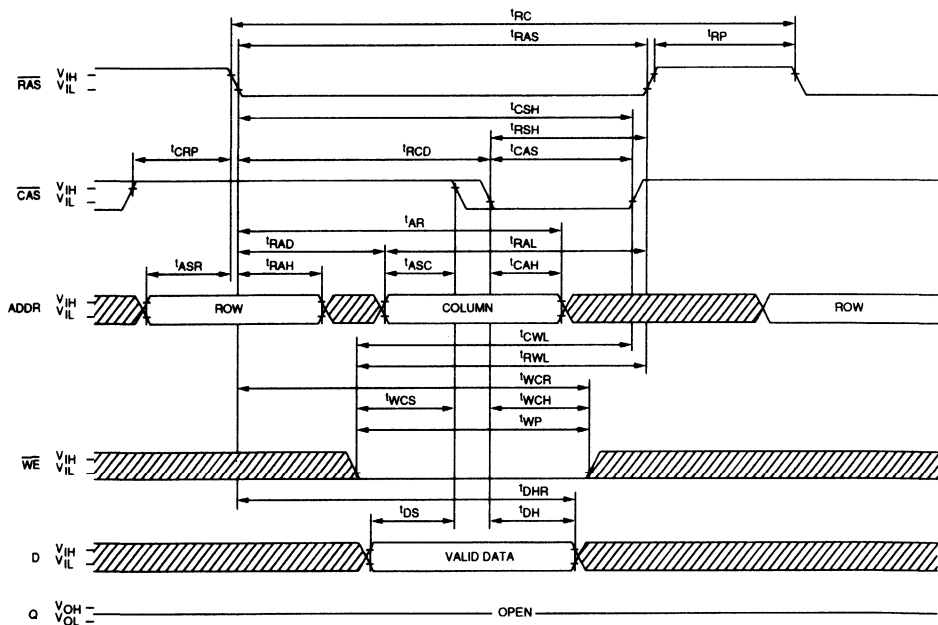 tRC
tRAS
tRP
RAS VIH VIL
tCSH
tRSH
tCRP tRCD tCAS
CAS VIH VIL
tAR
tRAD tRAL
tASR tRAH tASC tCAH
ADDR VIH VIL ROW COLUMN ROW
tCWL
tRWL
tWCR
tWCS tWCH
tWP
WE VIH VIL
tDHR
tDS tDH
D VIH VIL VALID DATA
Q VOH VOL OPEN